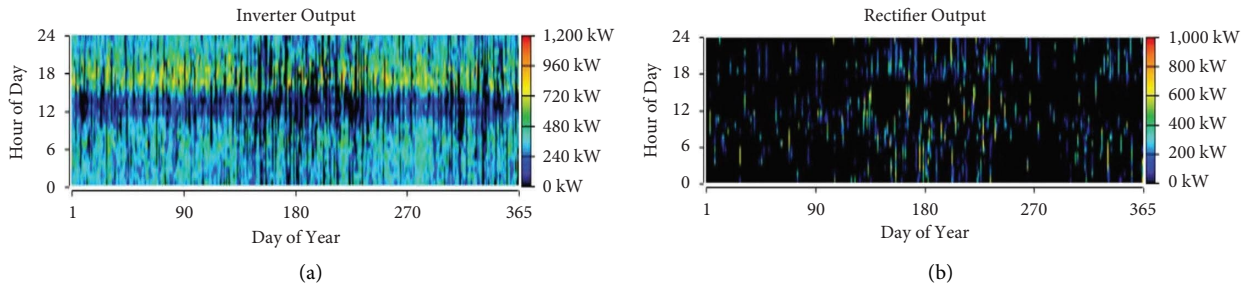 Inverter Output
Hour of Day
24
18
12
6
0
1,200 kW
960 kW
720 kW
480 kW
240 kW
0 kW
1 90 180 270 365
Day of Year
(a)
Rectifier Output
Hour of Day
24
18
12
6
0
1,000 kW
800 kW
600 kW
400 kW
200 kW
0 kW
1 90 180 270 365
Day of Year
(b)